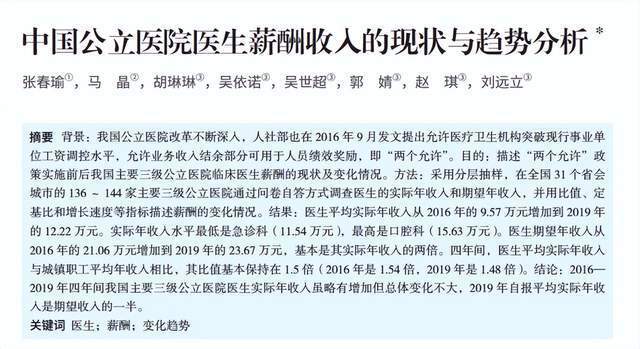 中国公立医院医生薪酬收入的现状与趋势分析*
张春瑜①，马　晶②，胡琳琳③，吴依诺③，吴世超③，郭　婧③，赵　琪③，刘远立③
摘要 背景：我国公立医院改革不断深入，人社部也在 2016 年 9 月发文提出允许医疗卫生机构突破现行事业单
位工资调控水平，允许业务收入结余部分可用于人员绩效奖励，即“两个允许”。目的：描述“两个允许”政
策实施前后我国主要三级公立医院临床医生薪酬的现状及变化情况。方法：采用分层抽样，在全国 31 个省会
城市的 136 ~ 144 家主要三级公立医院通过问卷自答方式调查医生的实际年收入和期望年收入，并用比值、定
基比和增长速度等指标描述薪酬的变化情况。结果：医生平均实际年收入从 2016 年的 9.57 万元增加到 2019 年
的 12.22 万元。实际年收入水平最低是急诊科（11.54 万元），最高是口腔科（15.63 万元）。医生期望年收入从
2016 年的 21.06 万元增加到 2019 年的 23.67 万元，基本是其实际年收入的两倍。四年间，医生平均实际年收入
与城镇职工平均年收入相比，其比值基本保持在 1.5 倍（2016 年是 1.54 倍，2019 年是 1.48 倍）。结论：2016—
2019 年四年间我国主要三级公立医院医生实际年收入虽略有增加但总体变化不大，2019 年自报平均实际年收
入是期望收入的一半。
关键词 医生；薪酬；变化趋势